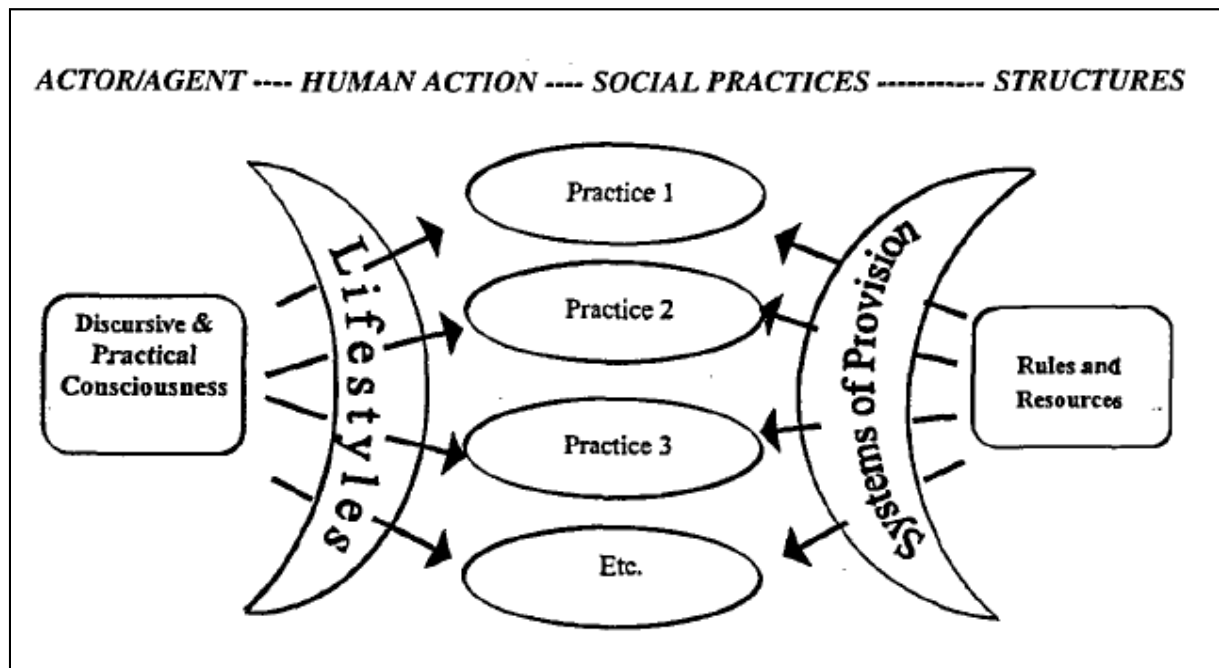 ACTOR/AGENT ---- HUMAN ACTION ---- SOCIAL PRACTICES ----------- STRUCTURES
Discursive &
Practical
Consciousness
Lifestyles
Practice 1
Practice 2
Practice 3
Etc.
Systems of Provision
Rules and
Resources